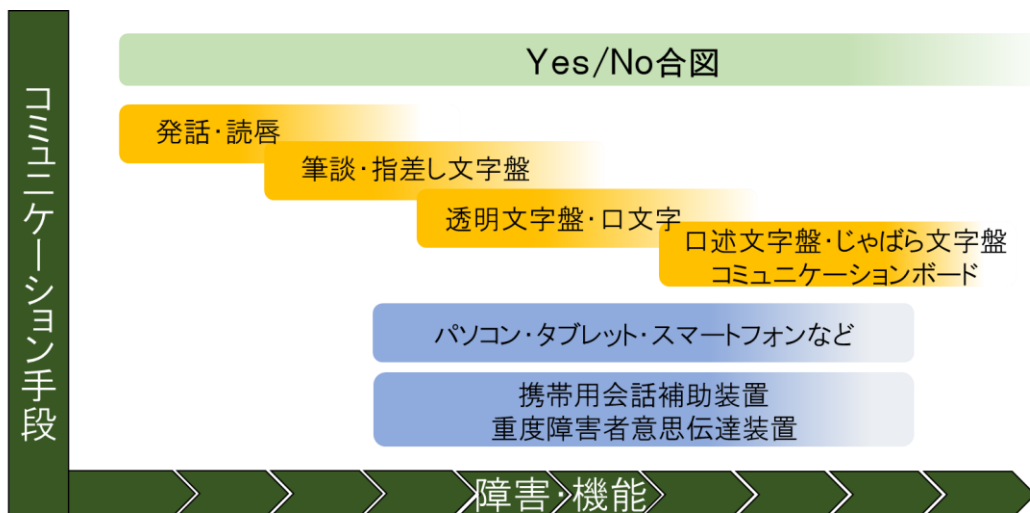 コミュニケーション手段
Yes/No合図
発話・読唇
筆談・指差し文字盤
透明文字盤・口文字
口述文字盤・じゃばら文字盤
コミュニケーションボード
パソコン・タブレット・スマートフォンなど
携帯用会話補助装置
重度障害者意思伝達装置
障害・機能